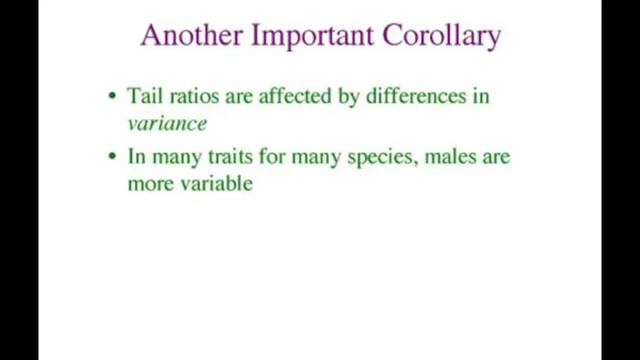 Another Important Corollary
• Tail ratios are affected by differences in
variance
• In many traits for many species, males are
more variable